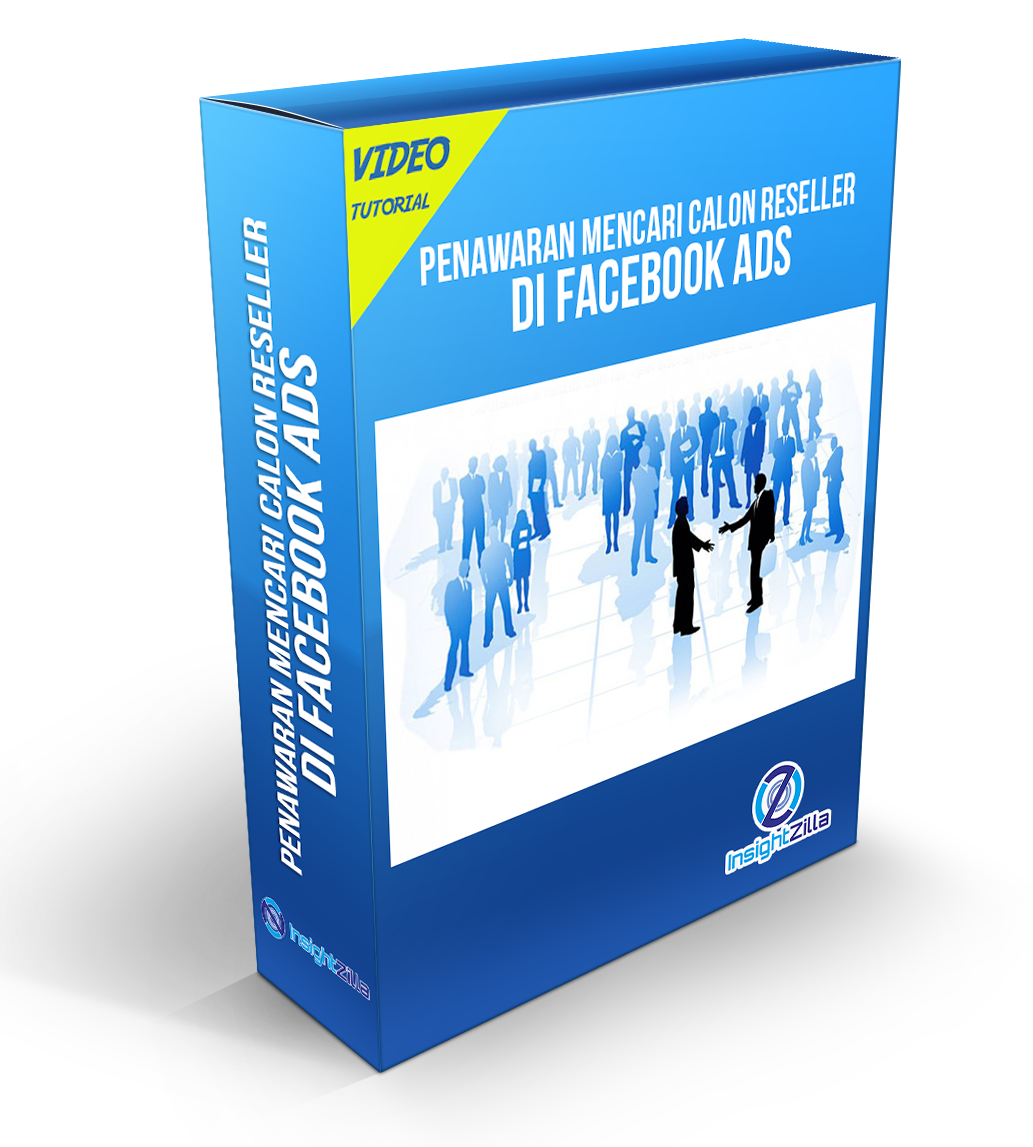 VIDEO
TUTORIAL
PENAWARAN MENCARI CALON RESELLER
DI FACEBOOK ADS
InsightZilla
PENAWARAN MENCARI CALON RESELLER
DI FACEBOOK ADS
InsightZilla